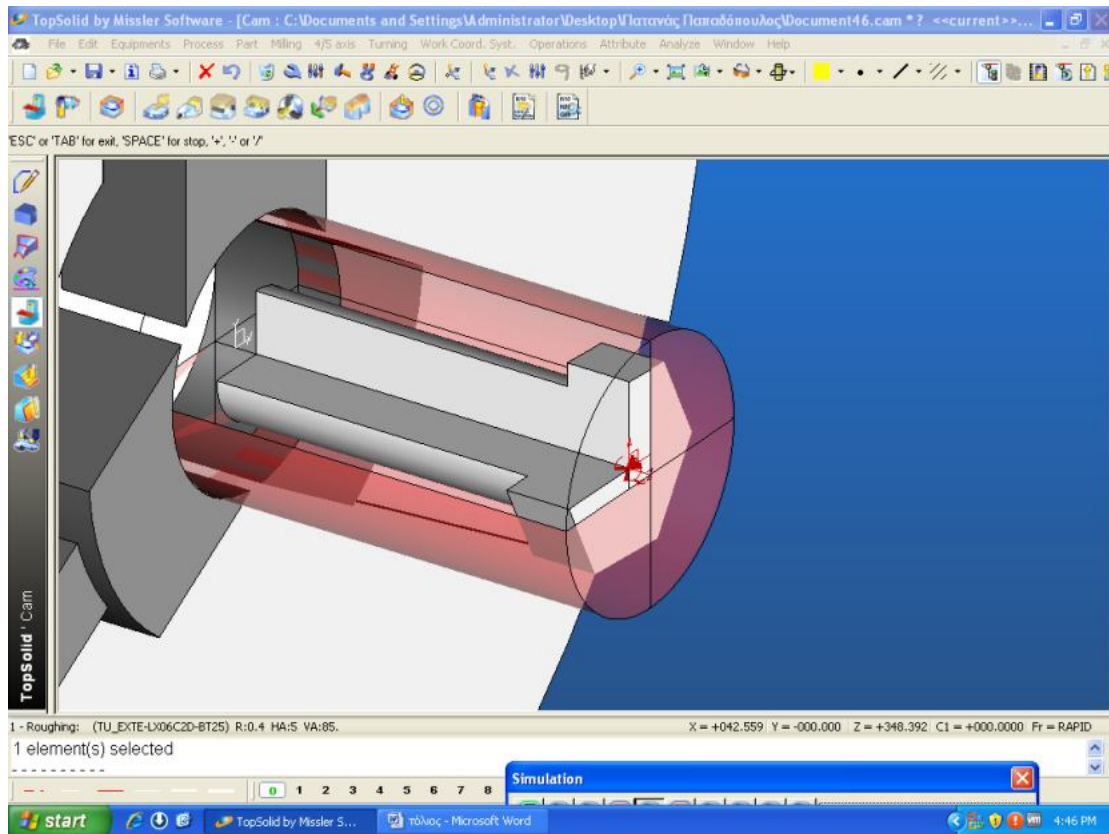 TopSolid by Missler Software - [Cam : C:\Documents and Settings\Administrator\Desktop\Πατανάς Παπαδόπουλος\Document46.cam * ? <<current>>...
File Edit Equipments Process Part Milling 4/5 axis Turning Work Coord. Syst. Operations Attribute Analyze Window Help
'ESC' or 'TAB' for exit, 'SPACE' for stop, '+', '-' or '/'
TopSolid'Cam
1 - Roughing: (TU_EXTE-LX06C2D-BT25) R:0.4 HA:5 VA:85. X = +042.559 Y = -000.000 Z = +348.392 C1 = +000.0000 Fr = RAPID
1 element(s) selected
----------
0 1 2 3 4 5 6 7 8
Simulation
start TopSolid by Missler S... τόλιος - Microsoft Word 4:46 PM